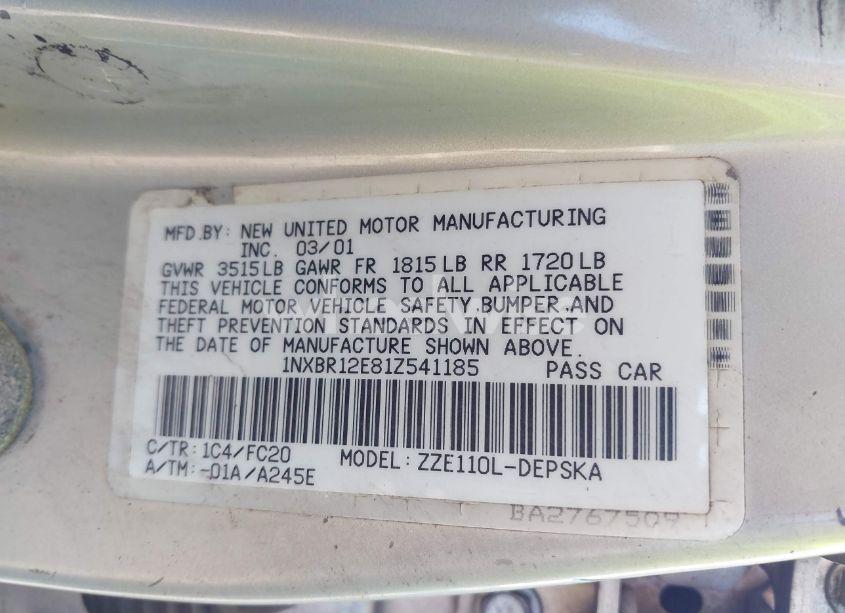 MFD.BY: NEW UNITED MOTOR MANUFACTURING
INC. 03/01
GVWR 3515LB GAWR FR 1815LB RR 1720LB
THIS VEHICLE CONFORMS TO ALL APPLICABLE
FEDERAL MOTOR VEHICLE SAFETY.BUMPER.AND
THEFT PREVENTION STANDARDS IN EFFECT ON
THE DATE OF MANUFACTURE SHOWN ABOVE.
1NXBR12E81Z541185 PASS CAR
C/TR: 1C4/FC20
A/TM: -01A/A245E MODEL: ZZE110L-DEPSKA
BA2767509